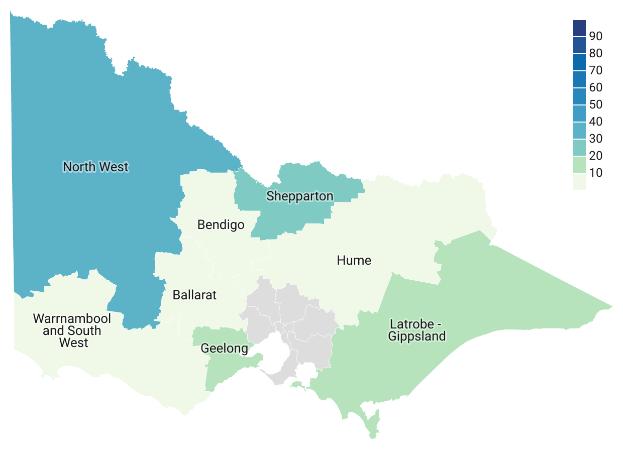 90
80
70
60
50
40
30
20
10
North West
Shepparton
Bendigo
Hume
Ballarat
Warrnambool
and South
West
Latrobe -
Gippsland
Geelong